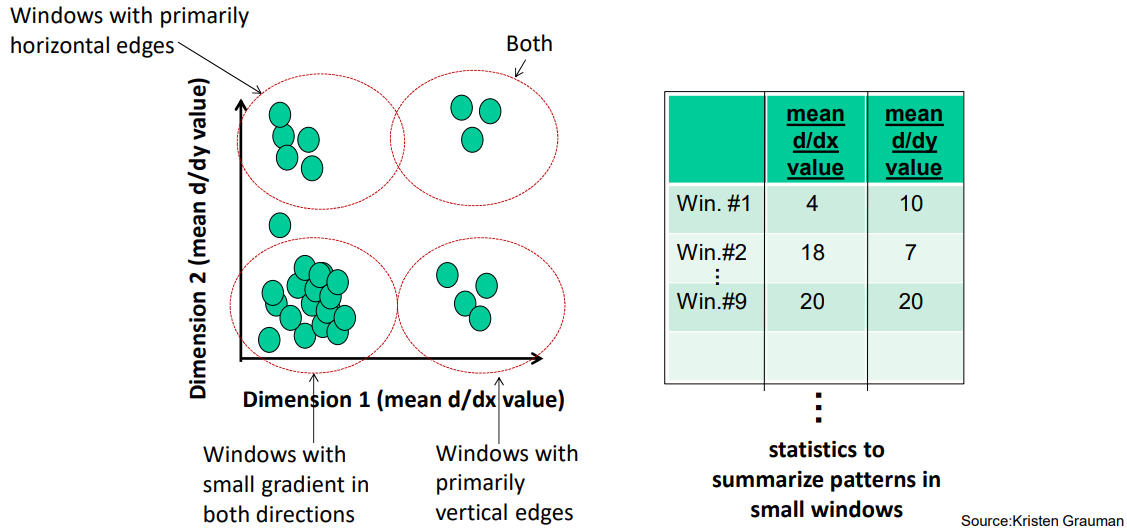 Windows with primarily
horizontal edges
Both
Dimension 2 (mean d/dy value)
Dimension 1 (mean d/dx value)
Windows with
small gradient in
both directions
Windows with
primarily
vertical edges
mean
d/dx
value
mean
d/dy
value
Win. #1 4 10
Win.#2 18 7
⋮
Win.#9 20 20
⋮
statistics to
summarize patterns in
small windows
Source:Kristen Grauman